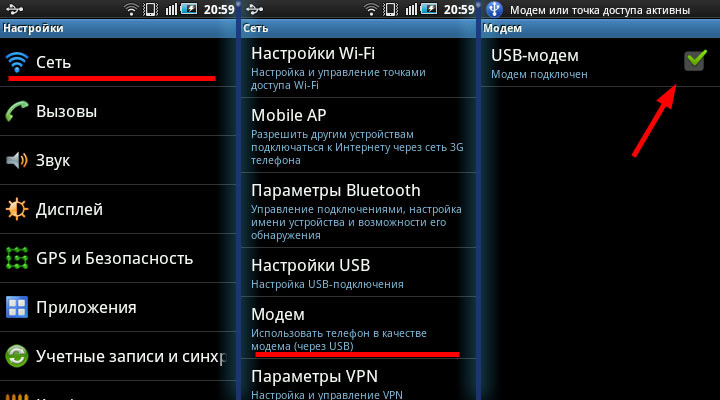 20:59
Настройки
Сеть
Вызовы
Звук
Дисплей
GPS и Безопасность
Приложения
Учетные записи и синхр
20:59
Сеть
Настройки Wi-Fi
Настройка и управление точками
доступа Wi-Fi
Mobile AP
Разрешить другим устройствам
подключаться к Интернету через сеть 3G
телефона
Параметры Bluetooth
Управление подключениями, настройка
имени устройства и возможности его
обнаружения
Настройки USB
Настройка USB-подключения
Модем
Использовать телефон в качестве
модема (через USB)
Параметры VPN
Настройка и управление VPN
Модем или точка доступа активны
Модем
USB-модем
Модем подключен